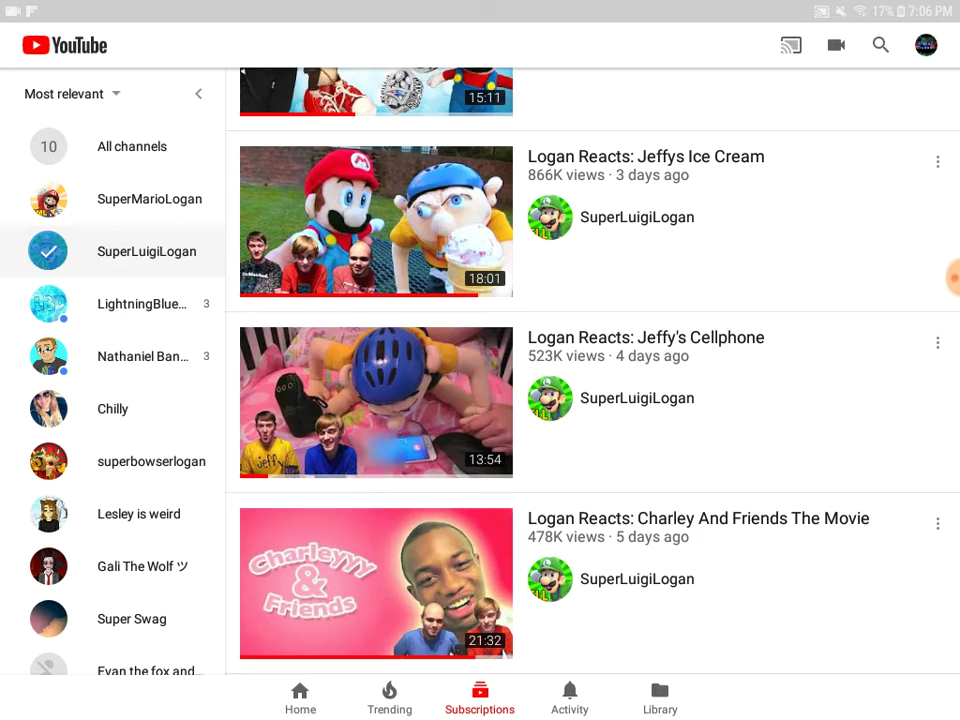 17% 7:06 PM
YouTube
Most relevant
10 All channels
SuperMarioLogan
SuperLuigiLogan
LightningBlue... 3
Nathaniel Ban... 3
Chilly
superbowserlogan
Lesley is weird
Gali The Wolf ツ
Super Swag
Evan the fox and...
15:11
18:01
Logan Reacts: Jeffys Ice Cream
866K views · 3 days ago
SuperLuigiLogan
jeffy
13:54
Logan Reacts: Jeffy's Cellphone
523K views · 4 days ago
SuperLuigiLogan
Charleyyy
&
Friends
21:32
Logan Reacts: Charley And Friends The Movie
478K views · 5 days ago
SuperLuigiLogan
Home
Trending
Subscriptions
Activity
Library